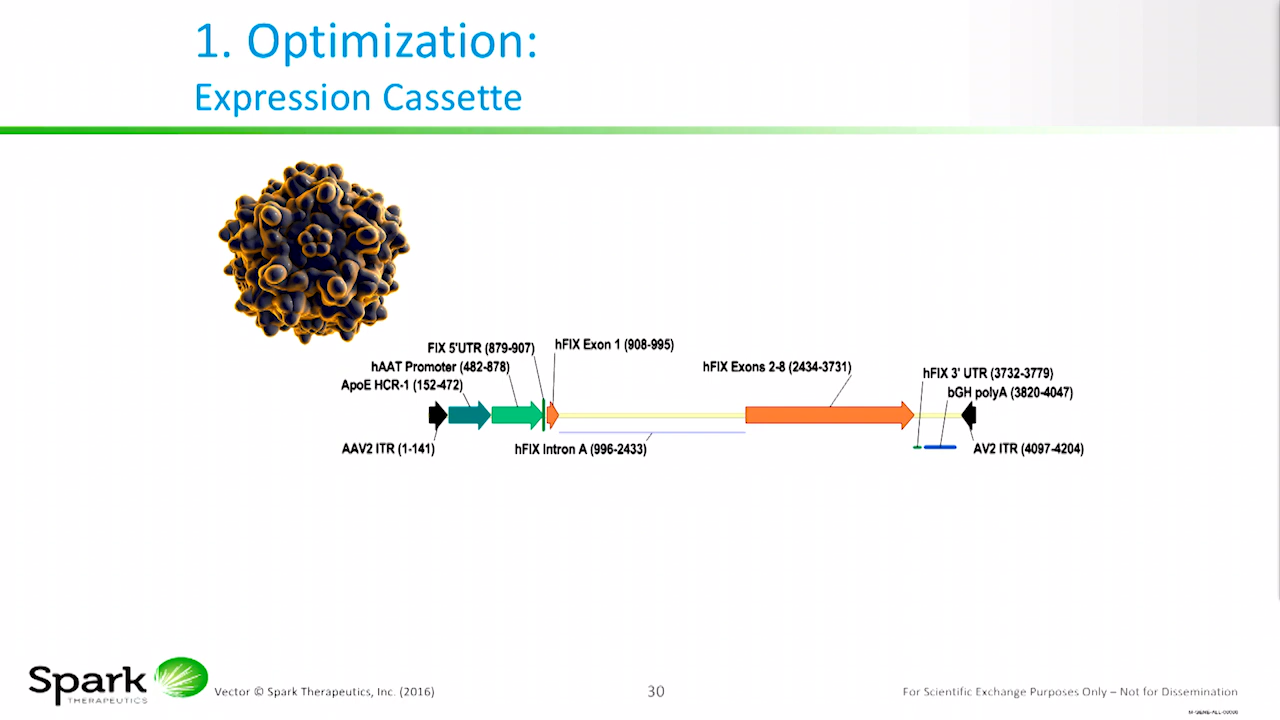 1. Optimization:
Expression Cassette
FIX 5'UTR (879-907)
hFIX Exon 1 (908-995)
hAAT Promoter (482-878)
hFIX Exons 2-8 (2434-3731)
hFIX 3' UTR (3732-3779)
ApoE HCR-1 (152-472)
bGH polyA (3820-4047)
AAV2 ITR (1-141)
hFIX Intron A (996-2433)
AV2 ITR (4097-4204)
Spark
THERAPEUTICS
Vector © Spark Therapeutics, Inc. (2016)
30
For Scientific Exchange Purposes Only – Not for Dissemination